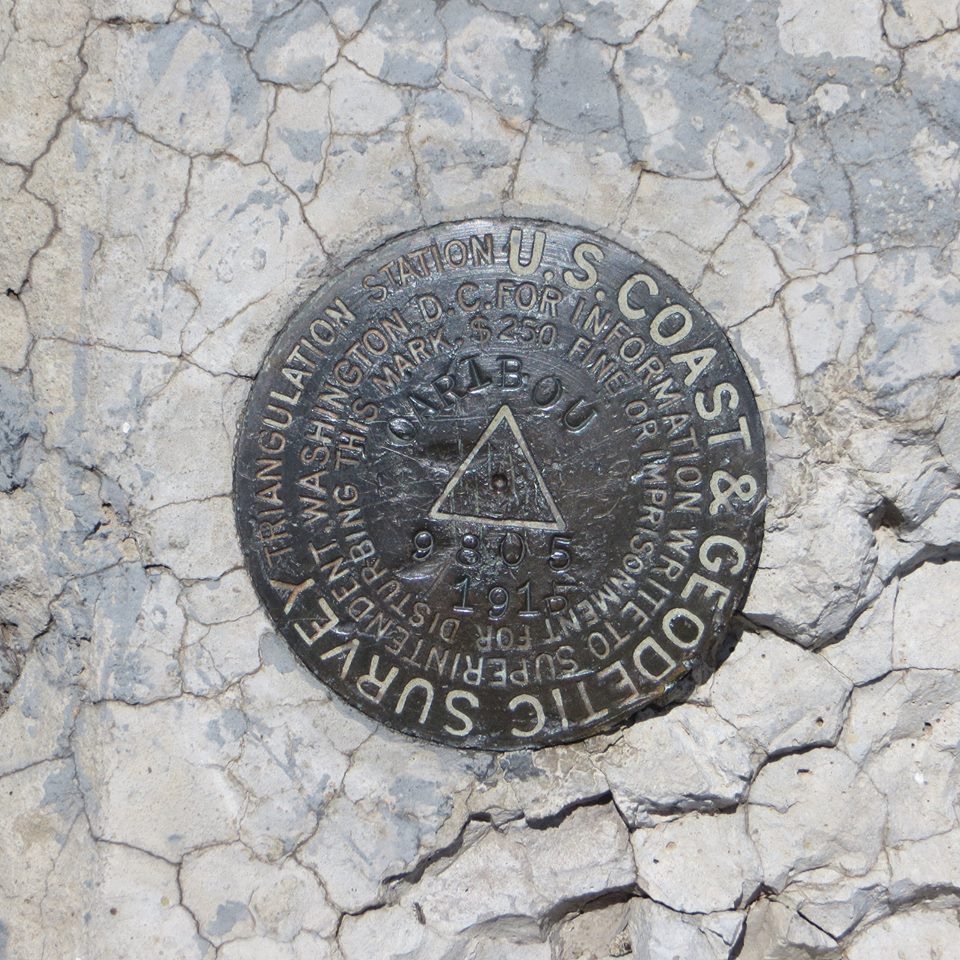 U.S. COAST & GEODETIC SURVEY
TRIANGULATION STATION
FOR INFORMATION WRITE TO SUPERINTENDENT, WASHINGTON, D.C.
$250 FINE OR IMPRISONMENT FOR DISTURBING THIS MARK.
CARIBOU
9805
1915